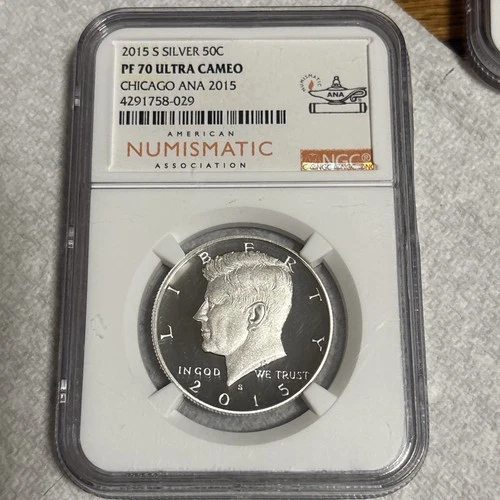 2015 S SILVER 50C
PF 70 ULTRA CAMEO
CHICAGO ANA 2015
4291758-029
NUMISMATIC
ANA
AMERICAN
NUMISMATIC
ASSOCIATION
NGC®
LIBERTY
IN GOD WE TRUST
S
2015